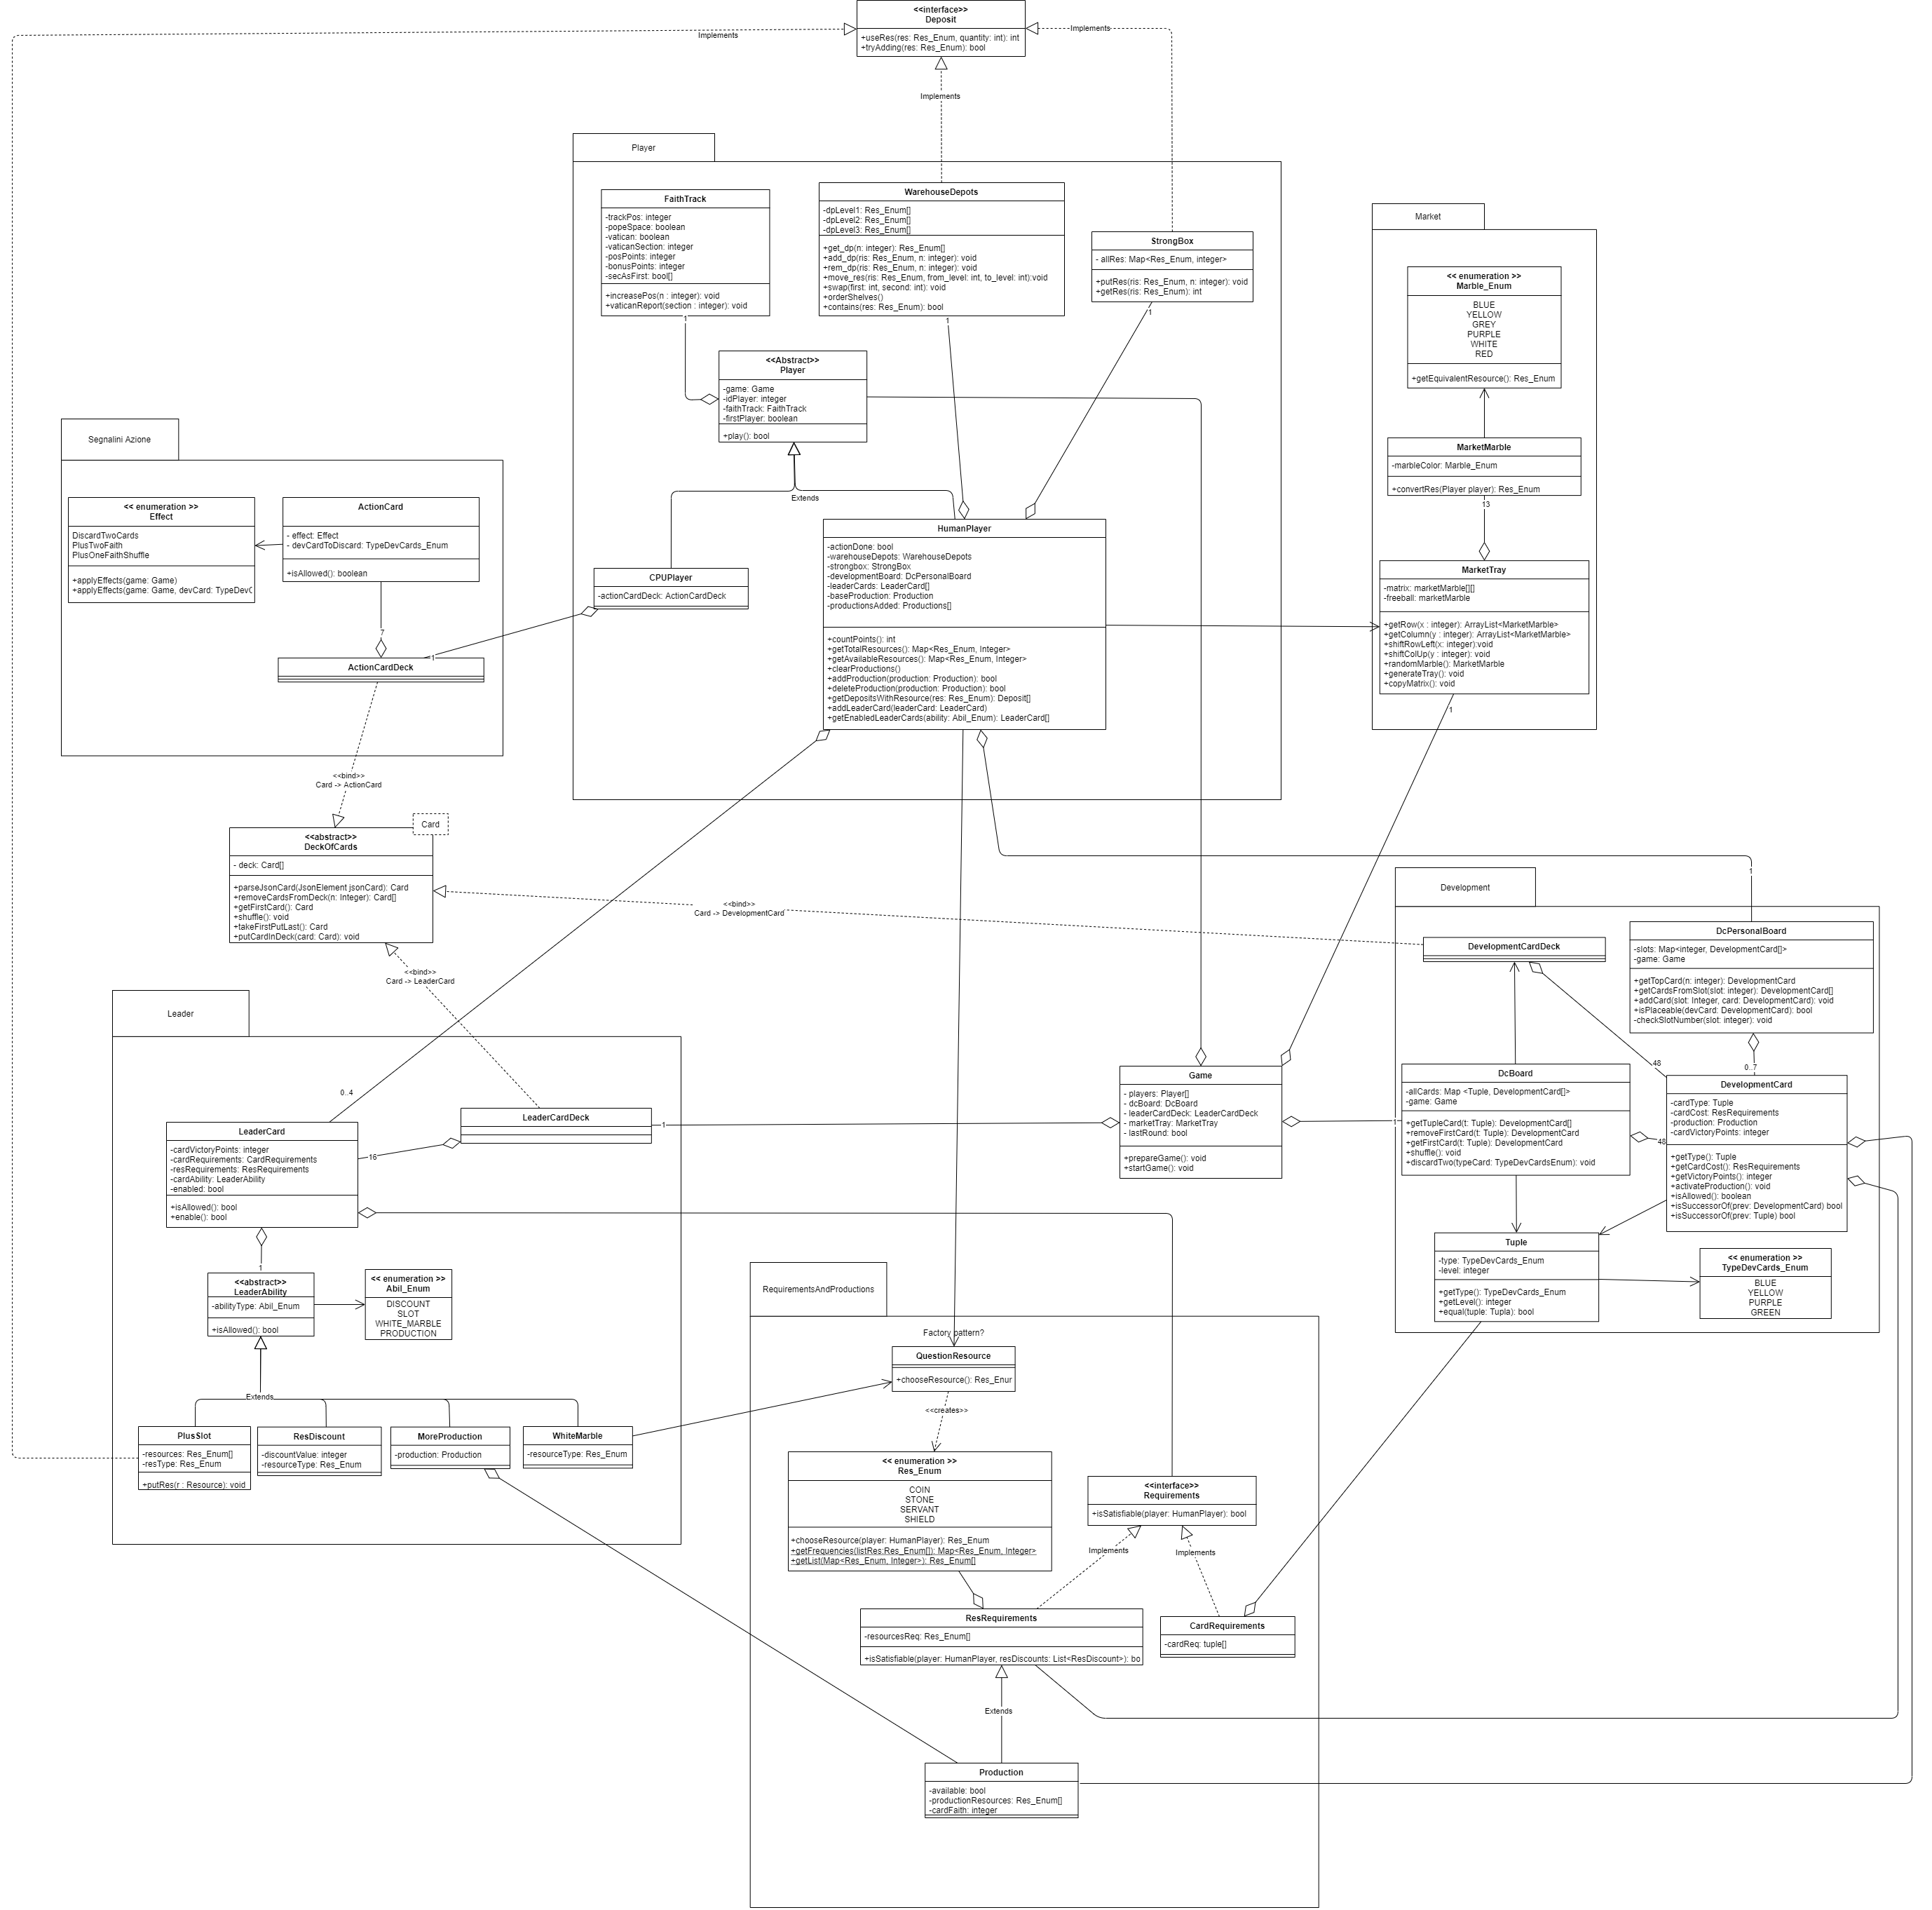 <<interface>>
Deposit
+useRes(res: Res_Enum, quantity: int): int
+tryAdding(res: Res_Enum): bool
Implements
Implements
Implements
Player
FaithTrack
-trackPos: integer
-popeSpace: boolean
-vatican: boolean
-vaticanSection: integer
-posPoints: integer
-bonusPoints: integer
-secAsFirst: bool[]
+increasePos(n : integer): void
+vaticanReport(section : integer): void
1
WarehouseDepots
-dpLevel1: Res_Enum[]
-dpLevel2: Res_Enum[]
-dpLevel3: Res_Enum[]
+get_dp(n: integer): Res_Enum[]
+add_dp(ris: Res_Enum, n: integer): void
+rem_dp(ris: Res_Enum, n: integer): void
+move_res(ris: Res_Enum, from_level: int, to_level: int):void
+swap(first: int, second: int): void
+orderShelves()
+contains(res: Res_Enum): bool
1
StrongBox
- allRes: Map<Res_Enum, integer>
+putRes(ris: Res_Enum, n: integer): void
+getRes(ris: Res_Enum): int
1
<<Abstract>>
Player
-game: Game
-idPlayer: integer
-faithTrack: FaithTrack
-firstPlayer: boolean
+play(): bool
Extends
HumanPlayer
-actionDone: bool
-warehouseDepots: WarehouseDepots
-strongbox: StrongBox
-developmentBoard: DcPersonalBoard
-leaderCards: LeaderCard[]
-baseProduction: Production
-productionsAdded: Productions[]
+countPoints(): int
+getTotalResources(): Map<Res_Enum, Integer>
+getAvailableResources(): Map<Res_Enum, Integer>
+clearProductions()
+addProduction(production: Production): bool
+deleteProduction(production: Production): bool
+getDepositsWithResource(res: Res_Enum): Deposit[]
+addLeaderCard(leaderCard: LeaderCard)
+getEnabledLeaderCards(ability: Abil_Enum): LeaderCard[]
CPUPlayer
-actionCardDeck: ActionCardDeck
Market
<< enumeration >>
Marble_Enum
BLUE
YELLOW
GREY
PURPLE
WHITE
RED
+getEquivalentResource(): Res_Enum
MarketMarble
-marbleColor: Marble_Enum
+convertRes(Player player): Res_Enum
13
MarketTray
-matrix: marketMarble[][]
-freeball: marketMarble
+getRow(x : integer): ArrayList<MarketMarble>
+getColumn(y : integer): ArrayList<MarketMarble>
+shiftRowLeft(x: integer):void
+shiftColUp(y : integer): void
+randomMarble(): MarketMarble
+generateTray(): void
+copyMatrix(): void
1
Segnalini Azione
<< enumeration >>
Effect
DiscardTwoCards
PlusTwoFaith
PlusOneFaithShuffle
+applyEffects(game: Game)
+applyEffects(game: Game, devCard: TypeDevC
ActionCard
- effect: Effect
- devCardToDiscard: TypeDevCards_Enum
+isAllowed(): boolean
7
1
ActionCardDeck
<<bind>>
Card -> ActionCard
Card
<<abstract>>
DeckOfCards
- deck: Card[]
+parseJsonCard(JsonElement jsonCard): Card
+removeCardsFromDeck(n: Integer): Card[]
+getFirstCard(): Card
+shuffle(): void
+takeFirstPutLast(): Card
+putCardInDeck(card: Card): void
<<bind>>
Card -> DevelopmentCard
<<bind>>
Card -> LeaderCard
Development
1
DevelopmentCardDeck
DcPersonalBoard
-slots: Map<integer, DevelopmentCard[]>
-game: Game
+getTopCard(n: integer): DevelopmentCard
+getCardsFromSlot(slot: integer): DevelopmentCard[]
+addCard(slot: Integer, card: DevelopmentCard): void
+isPlaceable(devCard: DevelopmentCard): bool
-checkSlotNumber(slot: integer): void
48
0..7
DcBoard
-allCards: Map <Tuple, DevelopmentCard[]>
-game: Game
+getTupleCard(t: Tuple): DevelopmentCard[]
+removeFirstCard(t: Tuple): DevelopmentCard
+getFirstCard(t: Tuple): DevelopmentCard
+shuffle(): void
+discardTwo(typeCard: TypeDevCardsEnum): void
1
48
DevelopmentCard
-cardType: Tuple
-cardCost: ResRequirements
-production: Production
-cardVictoryPoints: integer
+getType(): Tuple
+getCardCost(): ResRequirements
+getVictoryPoints(): integer
+activateProduction(): void
+isAllowed(): boolean
+isSuccessorOf(prev: DevelopmentCard) bool
+isSuccessorOf(prev: Tuple) bool
Tuple
-type: TypeDevCards_Enum
-level: integer
+getType(): TypeDevCards_Enum
+getLevel(): integer
+equal(tuple: Tupla): bool
<< enumeration >>
TypeDevCards_Enum
BLUE
YELLOW
PURPLE
GREEN
Game
- players: Player[]
- dcBoard: DcBoard
- leaderCardDeck: LeaderCardDeck
- marketTray: MarketTray
- lastRound: bool
+prepareGame(): void
+startGame(): void
Leader
0..4
LeaderCardDeck
1
16
LeaderCard
-cardVictoryPoints: integer
-cardRequirements: CardRequirements
-resRequirements: ResRequirements
-cardAbility: LeaderAbility
-enabled: bool
+isAllowed(): bool
+enable(): bool
1
<<abstract>>
LeaderAbility
-abilityType: Abil_Enum
+isAllowed(): bool
<< enumeration >>
Abil_Enum
DISCOUNT
SLOT
WHITE_MARBLE
PRODUCTION
Extends
PlusSlot
-resources: Res_Enum[]
-resType: Res_Enum
+putRes(r : Resource): void
ResDiscount
-discountValue: integer
-resourceType: Res_Enum
MoreProduction
-production: Production
WhiteMarble
-resourceType: Res_Enum
RequirementsAndProductions
Factory pattern?
QuestionResource
+chooseResource(): Res_Enur
<<creates>>
<< enumeration >>
Res_Enum
COIN
STONE
SERVANT
SHIELD
+chooseResource(player: HumanPlayer): Res_Enum
+getFrequencies(listRes:Res_Enum[]): Map<Res_Enum, Integer>
+getList(Map<Res_Enum, Integer>): Res_Enum[]
<<interface>>
Requirements
+isSatisfiable(player: HumanPlayer): bool
Implements
Implements
ResRequirements
-resourcesReq: Res_Enum[]
+isSatisfiable(player: HumanPlayer, resDiscounts: List<ResDiscount>): bo
CardRequirements
-cardReq: tuple[]
Extends
Production
-available: bool
-productionResources: Res_Enum[]
-cardFaith: integer